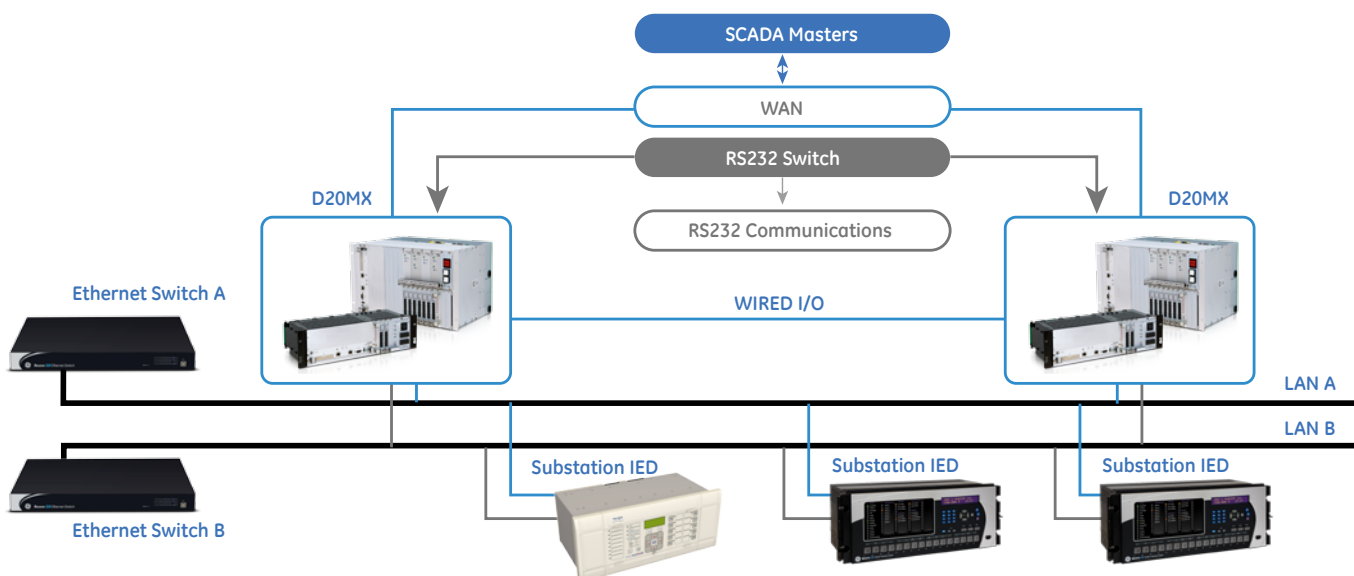 SCADA Masters
WAN
RS232 Switch
D20MX
D20MX
RS232 Communications
Ethernet Switch A
WIRED I/O
LAN A
LAN B
Substation IED
Substation IED
Substation IED
Ethernet Switch B